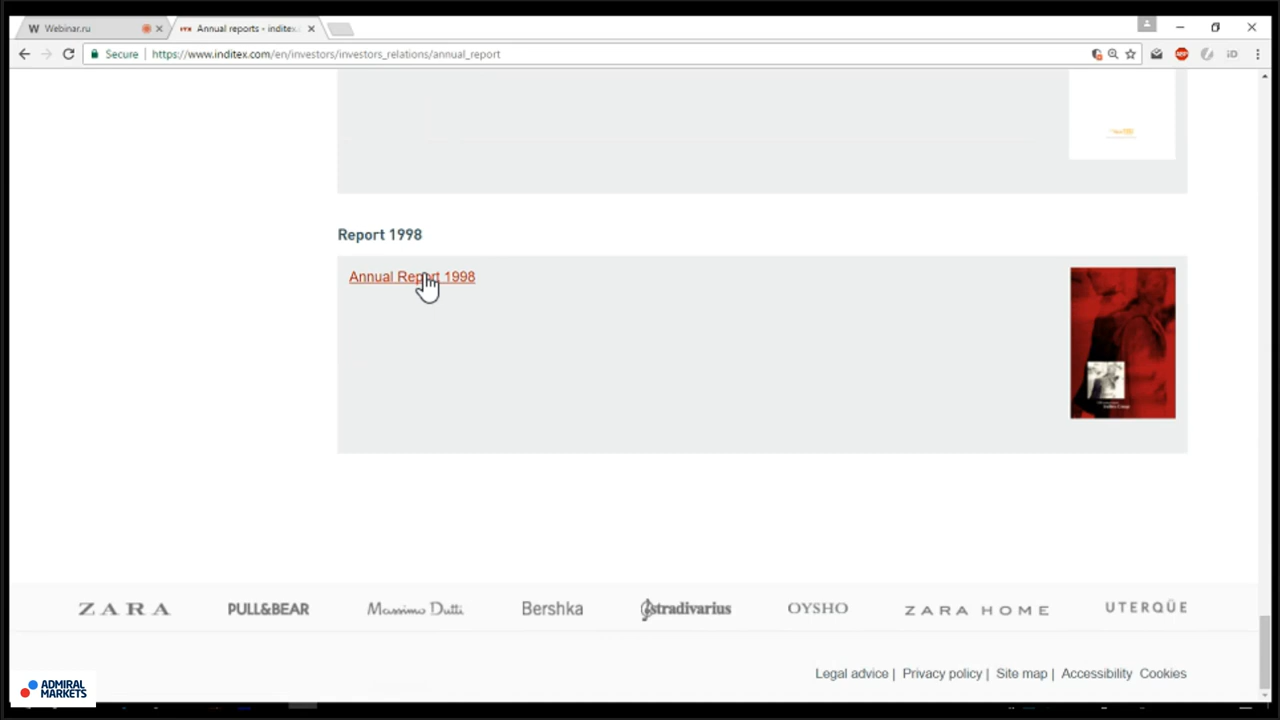 Webinar.ru
Annual reports - inditex.c
Secure https://www.inditex.com/en/investors/investors_relations/annual_report
ABP
iD
Report 1998
Annual Report 1998
ZARA PULL&BEAR Massimo Dutti Bershka stradivarius OYSHO ZARA HOME UTERQÜE
Legal advice | Privacy policy | Site map | Accessibility Cookies
ADMIRAL
MARKETS